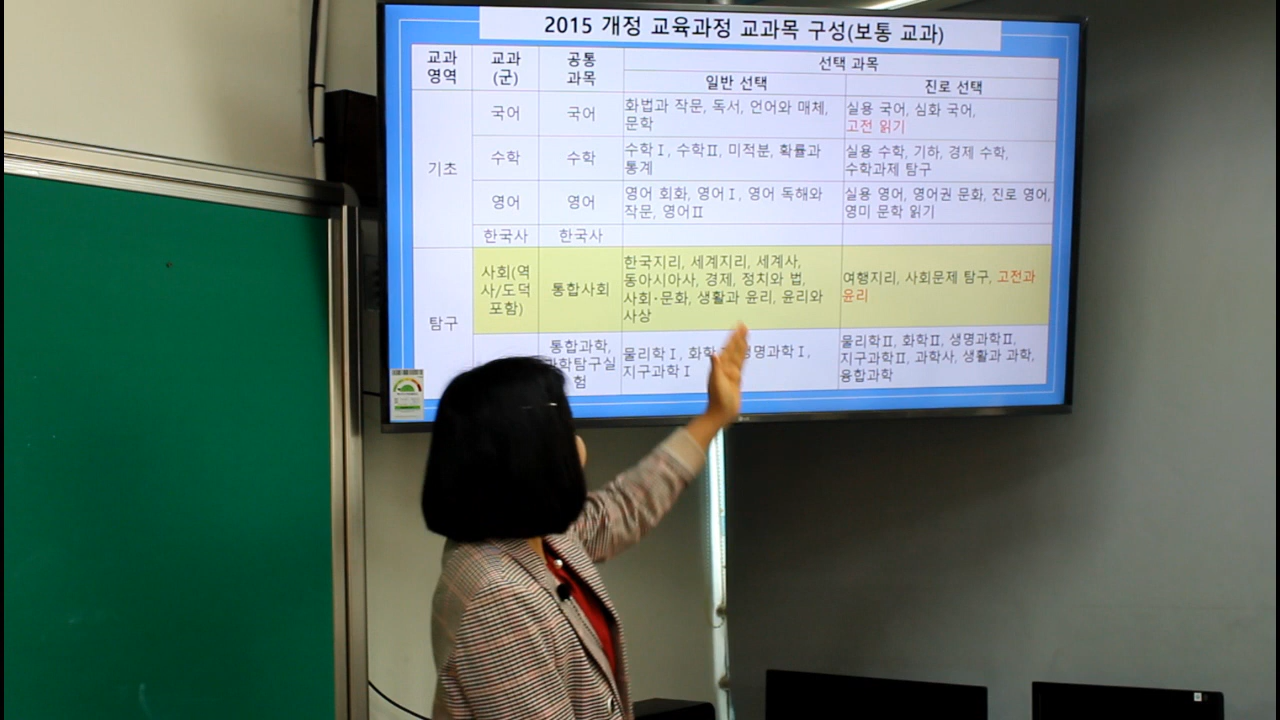 2015 개정 교육과정 교과목 구성(보통 교과)
교과 영역
교과 (군)
공통 과목
선택 과목
일반 선택
진로 선택
기초
국어
국어
화법과 작문, 독서, 언어와 매체,
문학
실용 국어, 심화 국어,
고전 읽기
수학
수학
수학Ⅰ, 수학Ⅱ, 미적분, 확률과
통계
실용 수학, 기하, 경제 수학,
수학과제 탐구
영어
영어
영어 회화, 영어Ⅰ, 영어 독해와
작문, 영어Ⅱ
실용 영어, 영어권 문화, 진로 영어,
영미 문학 읽기
한국사
한국사
탐구
사회(역
사/도덕
포함)
통합사회
한국지리, 세계지리, 세계사,
동아시아사, 경제, 정치와 법,
사회·문화, 생활과 윤리, 윤리와
사상
여행지리, 사회문제 탐구, 고전과
윤리
통합과학,
과학탐구실
험
물리학Ⅰ, 화학 생명과학Ⅰ,
지구과학Ⅰ
물리학Ⅱ, 화학Ⅱ, 생명과학Ⅱ,
지구과학Ⅱ, 과학사, 생활과 과학,
융합과학